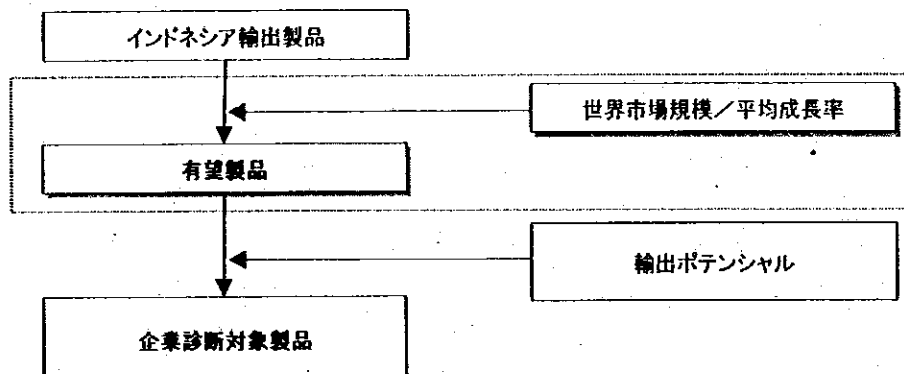 インドネシア輸出製品
世界市場規模/平均成長率
有望製品
輸出ポテンシャル
企業診断対象製品